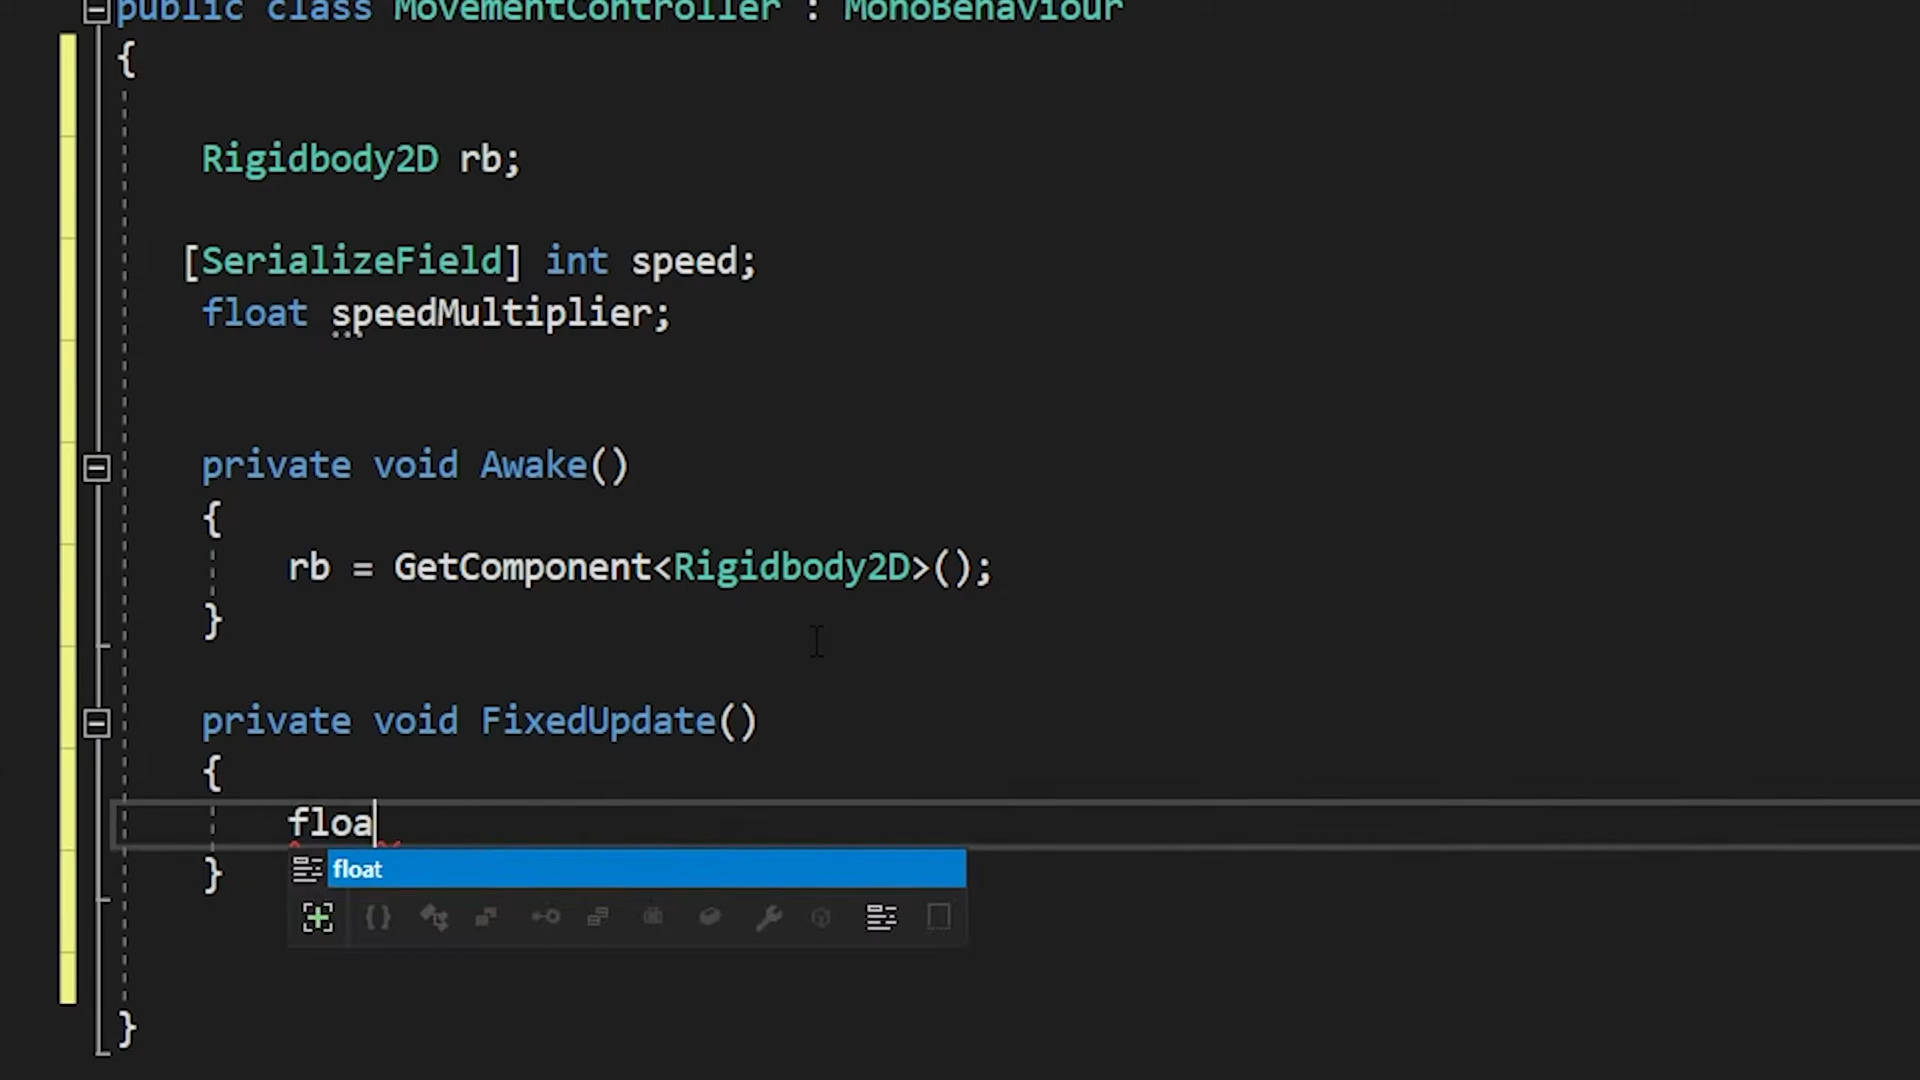 public class MovementController : MonoBehaviour
{
Rigidbody2D rb;
[SerializeField] int speed;
float speedMultiplier;
private void Awake()
{
rb = GetComponent<Rigidbody2D>();
}
private void FixedUpdate()
{
floa
float
}
}